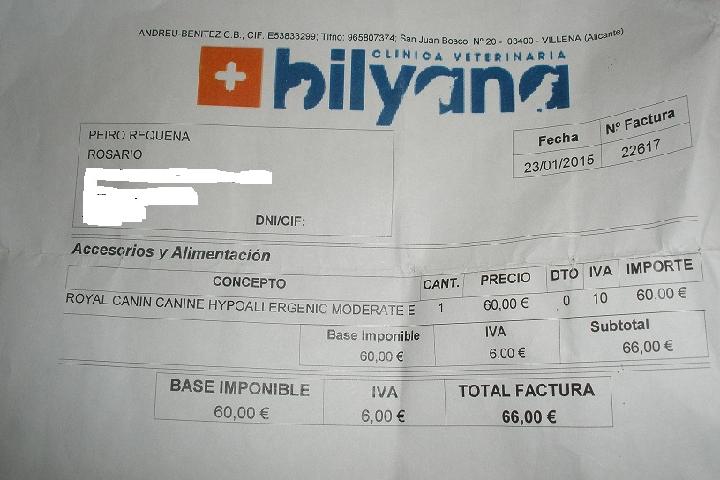 ANDREU-BENITEZ C.B., CIF. E53833299; Tlfno: 965807374; San Juan Bosco Nº 20 - 03400 - VILLENA (Alicante)
CLINICA VETERINARIA
bilyana
PEIRO REQUENA
ROSARIO
DNI/CIF:
Fecha Nº Factura
23/01/2015 22617
Accesorios y Alimentación
CONCEPTO CANT. PRECIO DTO IVA IMPORTE
ROYAL CANIN CANINE HYPOALLERGENIC MODERATE E 1 60,00 € 0 10 60,00 €
Base Imponible IVA Subtotal
60,00 € 6,00 € 66,00 €
BASE IMPONIBLE IVA TOTAL FACTURA
60,00 € 6,00 € 66,00 €